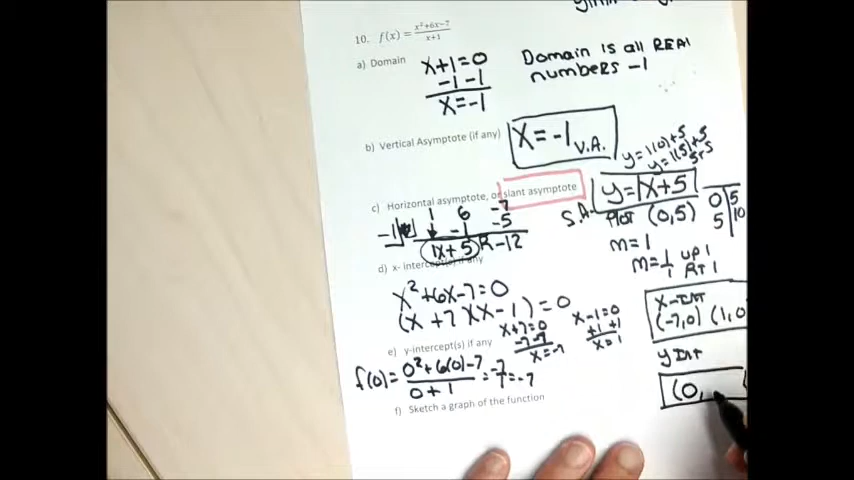 10. f(x) = x²+6x−7 / x+1
a) Domain
x+1=0
-1 -1
x=-1
Domain is all REAL
numbers -1
b) Vertical Asymptote (if any)
x=-1 V.A.
y=1(0)+5
y=1(5)+5
5+5
c) Horizontal asymptote, or slant asymptote
S.A.
y=1x+5
-1 1 6 -7
-1 -5
1x+5 R-12
Plot (0,5)
0 5
5 10
m=1
m=1/1 UP 1
RT 1
d) x- intercept(s) if any
x²+6x-7=0
(x+7)(x-1)=0
x+7=0
-7 -7
x=-7
x-1=0
+1 +1
x=1
X-INT
(-7,0) (1,0
e) y-intercept(s) if any
f(0)= 0²+6(0)-7 / 0+1 = -7 / = -7
y INT
(0,
f) Sketch a graph of the function